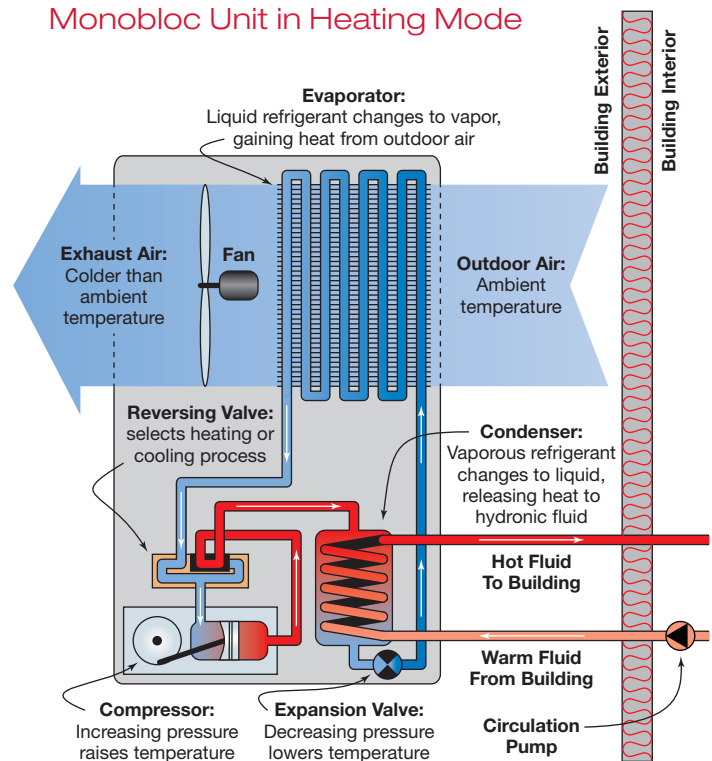 Monobloc Unit in Heating Mode
Evaporator:
Liquid refrigerant changes to vapor,
gaining heat from outdoor air
Building Exterior
Building Interior
Exhaust Air:
Colder than
ambient
temperature
Fan
Outdoor Air:
Ambient
temperature
Reversing Valve:
selects heating or
cooling process
Condenser:
Vaporous refrigerant
changes to liquid,
releasing heat to
hydronic fluid
Hot Fluid
To Building
Warm Fluid
From Building
Compressor:
Increasing pressure
raises temperature
Expansion Valve:
Decreasing pressure
lowers temperature
Circulation
Pump